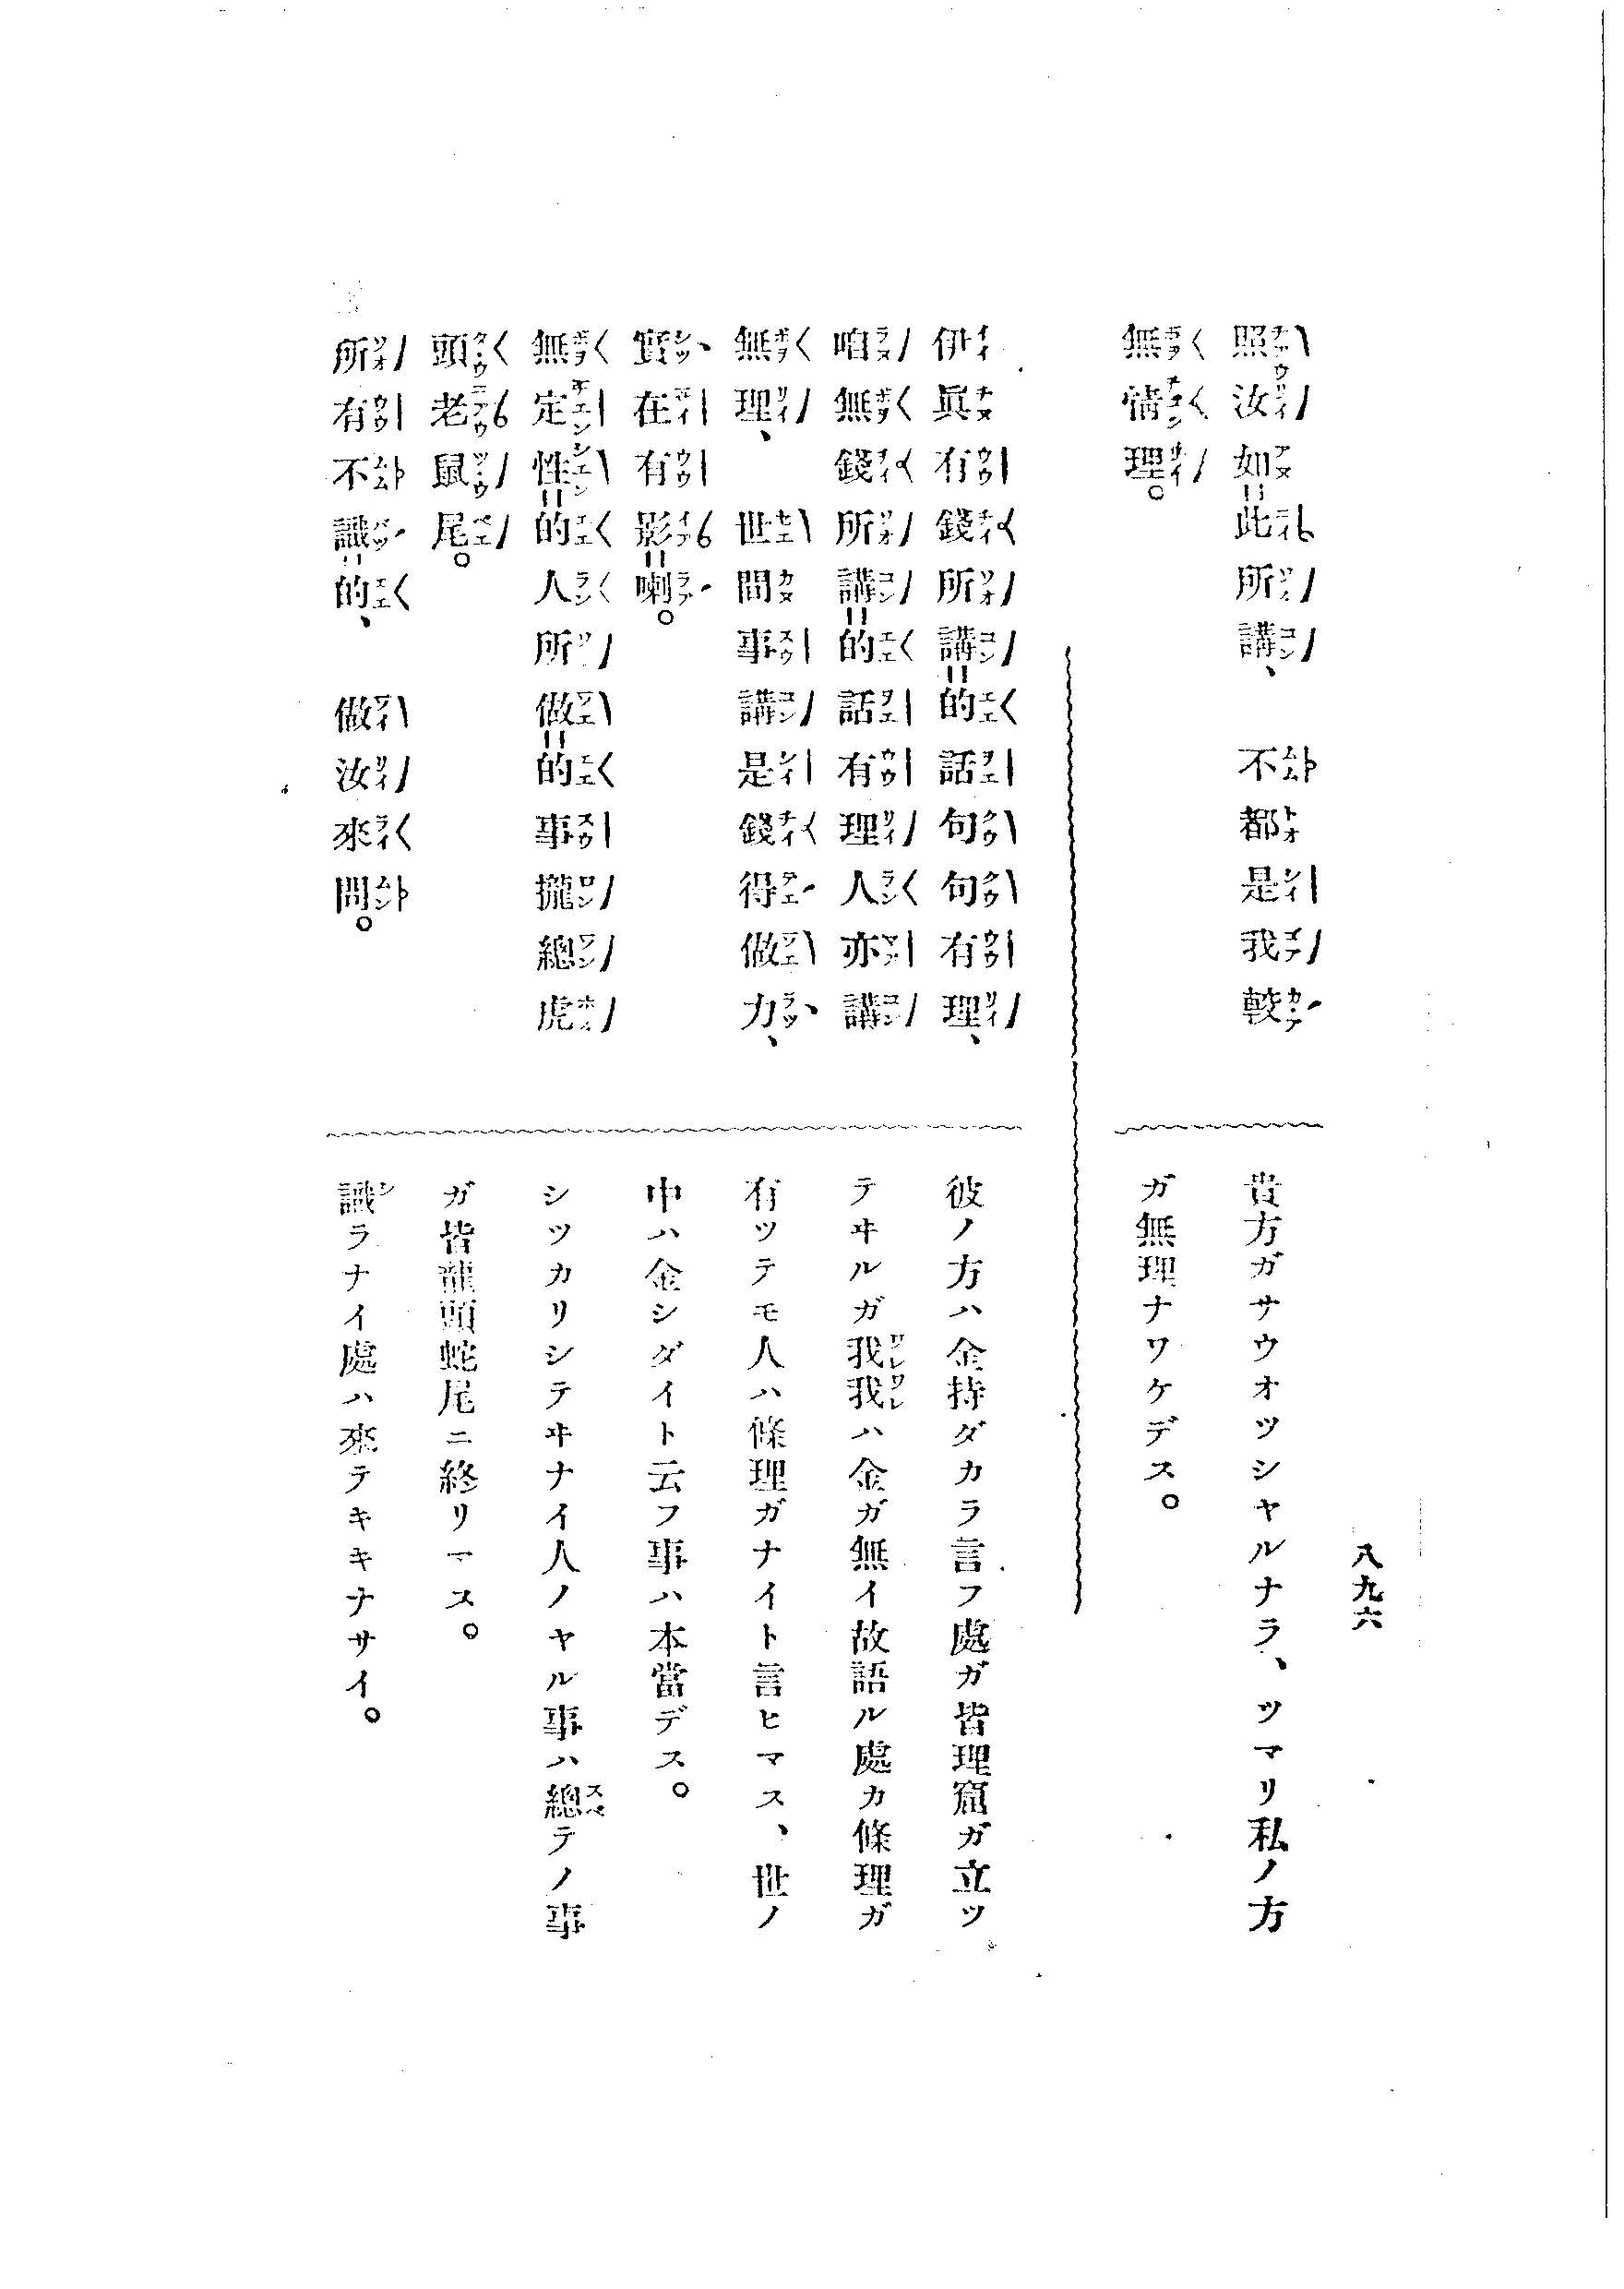 八九六
照汝如=此所講、不都是我較
無情理。
貴方ガサウオッシヤルナラ、ツマリ私ノ方
ガ無理ナワケデス。
伊眞有錢所講=的話句句有理、
咱無錢所講=的話有理人亦講
無理、世間事講是錢得做力、
實在有影=喇。
彼ノ方ハ金持ダカラ言フ處ガ皆理窟ガ立ツ
テヰルガ我我ハ金ガ無イ故語ル處カ條理ガ
有ツテモ人ハ條理ガナイト言ヒマス、世ノ
中ハ金シダイト云フ事ハ本當デス。
無定性=的人所做=的事攏總虎
頭老鼠尾。
シツカリシテヰナイ人ノヤル事ハ總テノ事
ガ皆龍頭蛇尾ニ終リマス。
所有不識=的、做汝來問。
識ラナイ處ハ來テキキナサイ。